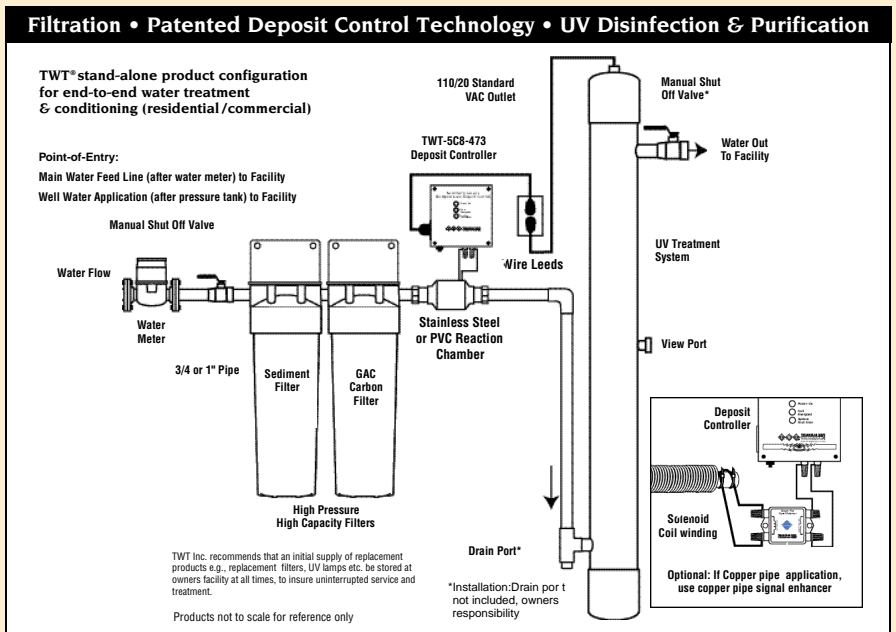 Filtration • Patented Deposit Control Technology • UV Disinfection & Purification
TWT® stand-alone product configuration
for end-to-end water treatment
& conditioning (residential/commercial)
Point-of-Entry:
Main Water Feed Line (after water meter) to Facility
Well Water Application (after pressure tank) to Facility
Manual Shut Off Valve
Water Flow
Water
Meter
3/4 or 1" Pipe
Sediment
Filter
GAC
Carbon
Filter
High Pressure
High Capacity Filters
110/20 Standard
VAC Outlet
TWT-5C8-473
Deposit Controller
Wire Leeds
Stainless Steel
or PVC Reaction
Chamber
Manual Shut
Off Valve*
Water Out
To Facility
UV Treatment
System
View Port
Drain Port*
*Installation:Drain por t
not included, owners
responsibility
Deposit
Controller
Solenoid
Coil winding
Optional: If Copper pipe application,
use copper pipe signal enhancer
TWT Inc. recommends that an initial supply of replacement
products e.g., replacement filters, UV lamps etc. be stored at
owners facility at all times, to insure uninterrupted service and
treatment.
Products not to scale for reference only